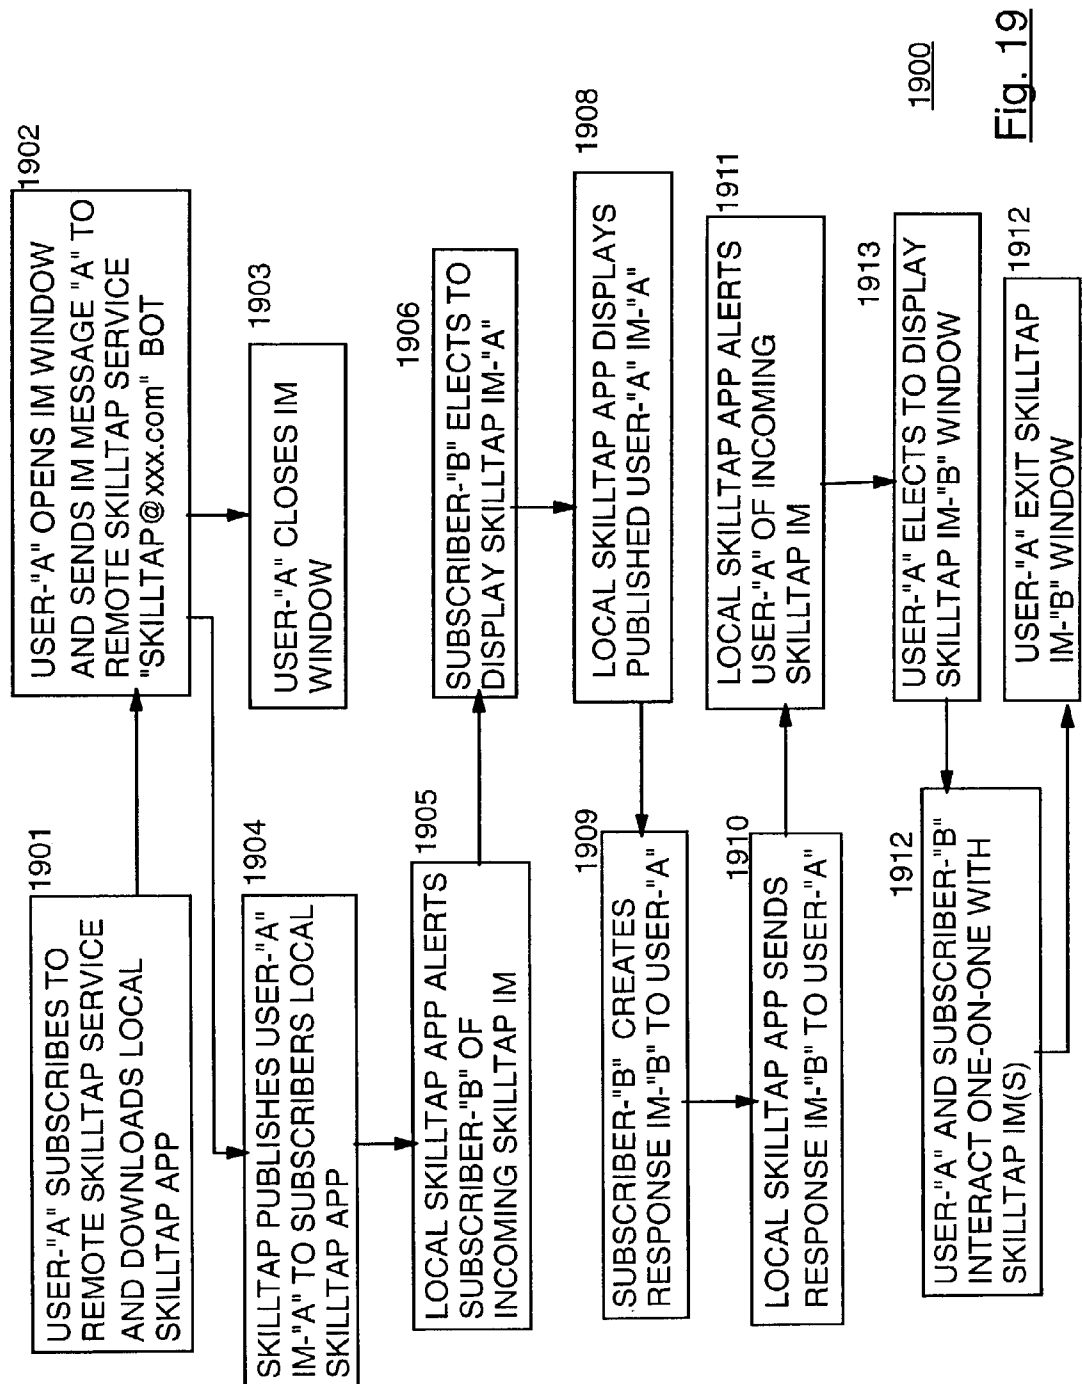 1901
USER-"A" SUBSCRIBES TO
REMOTE SKILLTAP SERVICE
AND DOWNLOADS LOCAL
SKILLTAP APP
1902
USER-"A" OPENS IM WINDOW
AND SENDS IM MESSAGE "A" TO
REMOTE SKILLTAP SERVICE
"SKILLTAP@xxx.com" BOT
1903
USER-"A" CLOSES IM
WINDOW
1904
SKILLTAP PUBLISHES USER-"A"
IM-"A" TO SUBSCRIBERS LOCAL
SKILLTAP APP
1905
LOCAL SKILLTAP APP ALERTS
SUBSCRIBER-"B" OF
INCOMING SKILLTAP IM
1906
SUBSCRIBER-"B" ELECTS TO
DISPLAY SKILLTAP IM-"A"
1908
LOCAL SKILLTAP APP DISPLAYS
PUBLISHED USER-"A" IM-"A"
1909
SUBSCRIBER-"B" CREATES
RESPONSE IM-"B" TO USER-"A"
1910
LOCAL SKILLTAP APP SENDS
RESPONSE IM-"B" TO USER-"A"
1911
LOCAL SKILLTAP APP ALERTS
USER-"A" OF INCOMING
SKILLTAP IM
1913
USER-"A" ELECTS TO DISPLAY
SKILLTAP IM-"B" WINDOW
1912
USER-"A" AND SUBSCRIBER-"B"
INTERACT ONE-ON-ONE WITH
SKILLTAP IM(S)
1912
USER-"A" EXIT SKILLTAP
IM-"B" WINDOW
1900
Fig. 19